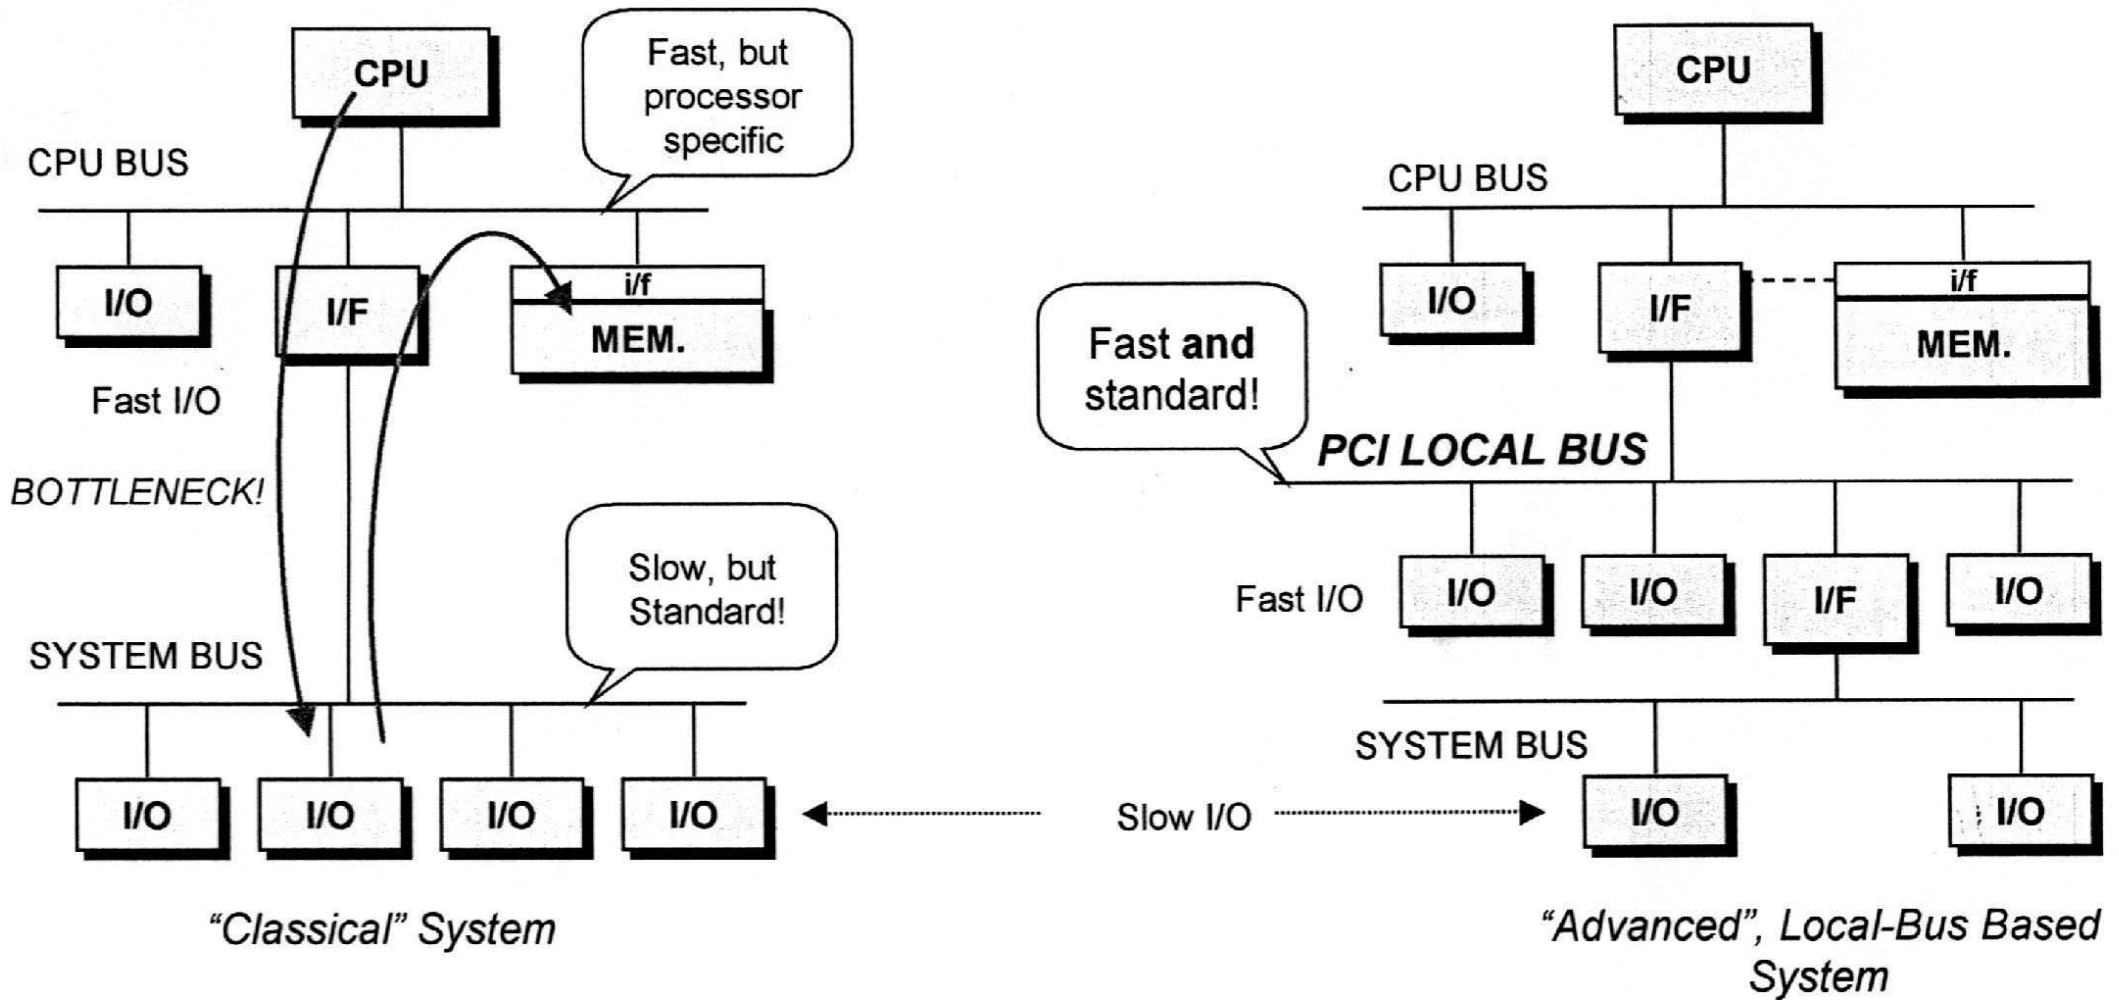 CPU
Fast, but
processor
specific
CPU BUS
I/O
I/F
i/f
MEM.
Fast I/O
BOTTLENECK!
Slow, but
Standard!
SYSTEM BUS
I/O
I/O
I/O
I/O
"Classical" System
CPU
CPU BUS
I/O
I/F
i/f
MEM.
Fast and
standard!
PCI LOCAL BUS
Fast I/O
I/O
I/O
I/F
I/O
SYSTEM BUS
Slow I/O
I/O
I/O
"Advanced", Local-Bus Based
System